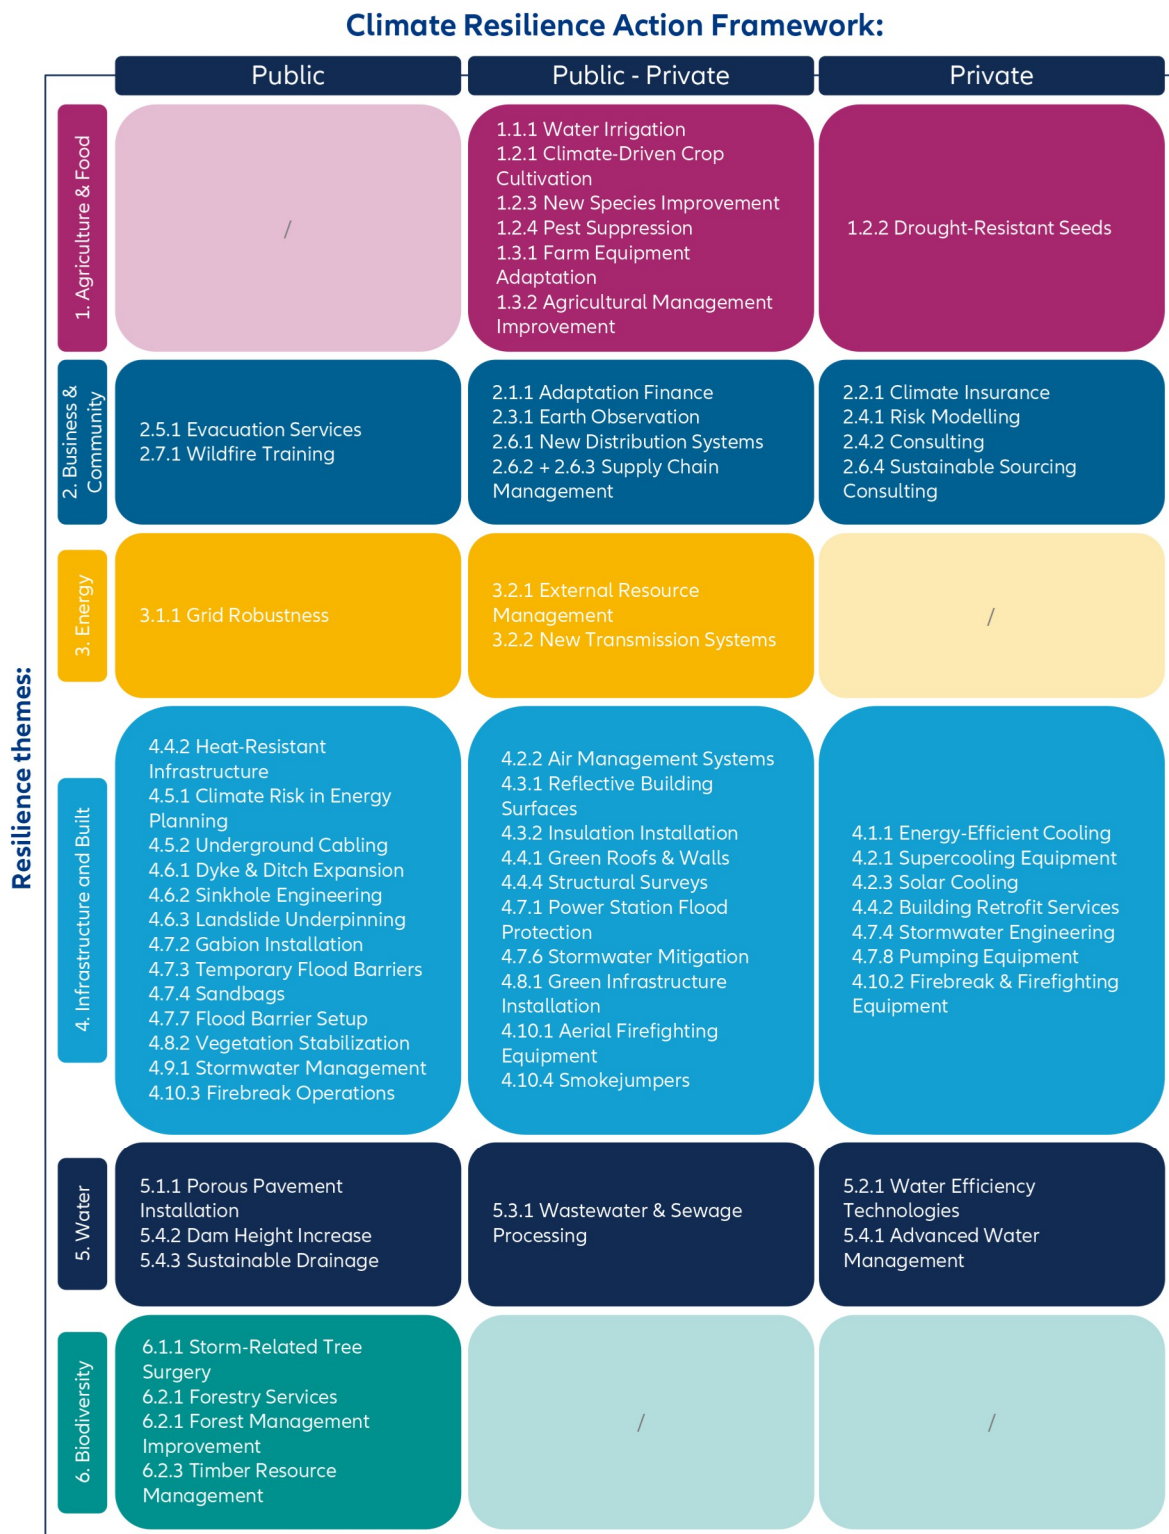 Climate Resilience Action Framework:
Public
Public - Private
Private
Resilience themes:
1. Agriculture & Food
/
1.1.1 Water Irrigation
1.2.1 Climate-Driven Crop
Cultivation
1.2.3 New Species Improvement
1.2.4 Pest Suppression
1.3.1 Farm Equipment
Adaptation
1.3.2 Agricultural Management
Improvement
1.2.2 Drought-Resistant Seeds
2. Business &
Community
2.5.1 Evacuation Services
2.7.1 Wildfire Training
2.1.1 Adaptation Finance
2.3.1 Earth Observation
2.6.1 New Distribution Systems
2.6.2 + 2.6.3 Supply Chain
Management
2.2.1 Climate Insurance
2.4.1 Risk Modelling
2.4.2 Consulting
2.6.4 Sustainable Sourcing
Consulting
3. Energy
3.1.1 Grid Robustness
3.2.1 External Resource
Management
3.2.2 New Transmission Systems
/
4. Infrastructure and Built
4.4.2 Heat-Resistant
Infrastructure
4.5.1 Climate Risk in Energy
Planning
4.5.2 Underground Cabling
4.6.1 Dyke & Ditch Expansion
4.6.2 Sinkhole Engineering
4.6.3 Landslide Underpinning
4.7.2 Gabion Installation
4.7.3 Temporary Flood Barriers
4.7.4 Sandbags
4.7.7 Flood Barrier Setup
4.8.2 Vegetation Stabilization
4.9.1 Stormwater Management
4.10.3 Firebreak Operations
4.2.2 Air Management Systems
4.3.1 Reflective Building
Surfaces
4.3.2 Insulation Installation
4.4.1 Green Roofs & Walls
4.4.4 Structural Surveys
4.7.1 Power Station Flood
Protection
4.7.6 Stormwater Mitigation
4.8.1 Green Infrastructure
Installation
4.10.1 Aerial Firefighting
Equipment
4.10.4 Smokejumpers
4.1.1 Energy-Efficient Cooling
4.2.1 Supercooling Equipment
4.2.3 Solar Cooling
4.4.2 Building Retrofit Services
4.7.4 Stormwater Engineering
4.7.8 Pumping Equipment
4.10.2 Firebreak & Firefighting
Equipment
5. Water
5.1.1 Porous Pavement
Installation
5.4.2 Dam Height Increase
5.4.3 Sustainable Drainage
5.3.1 Wastewater & Sewage
Processing
5.2.1 Water Efficiency
Technologies
5.4.1 Advanced Water
Management
6. Biodiversity
6.1.1 Storm-Related Tree
Surgery
6.2.1 Forestry Services
6.2.1 Forest Management
Improvement
6.2.3 Timber Resource
Management
/
/